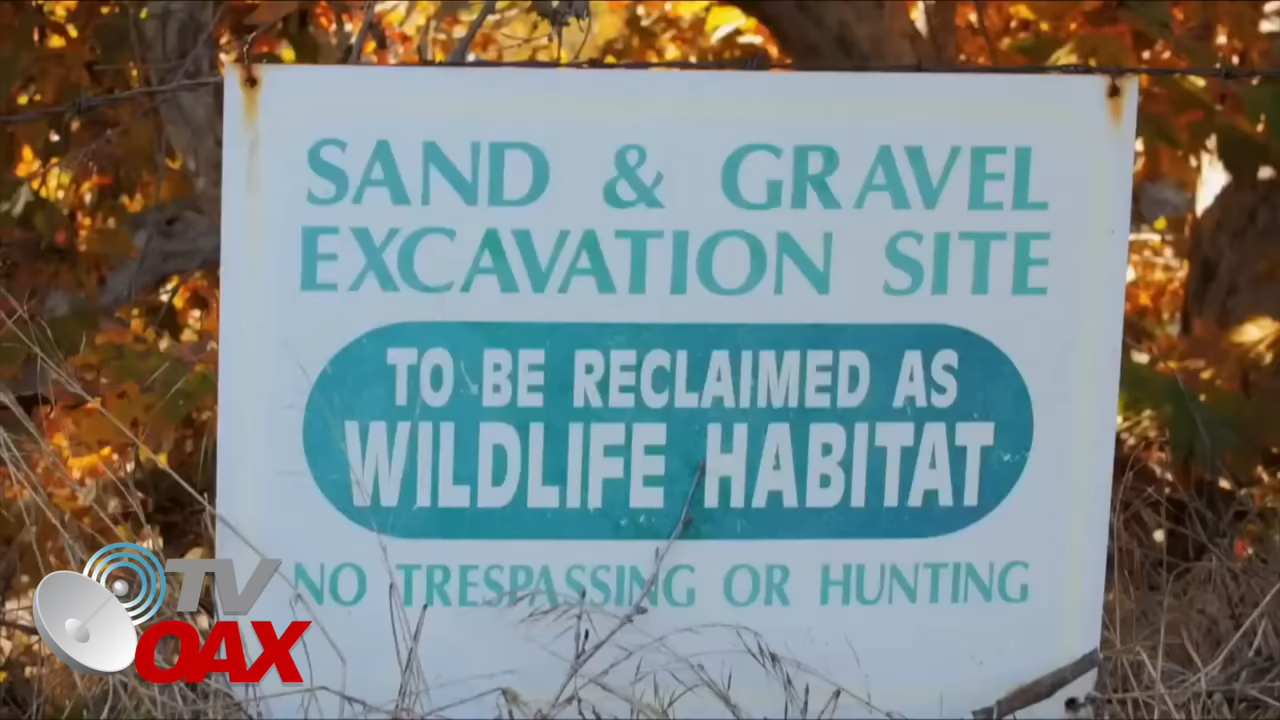 SAND & GRAVEL
EXCAVATION SITE
TO BE RECLAIMED AS
WILDLIFE HABITAT
NO TRESPASSING OR HUNTING
TV
OAX